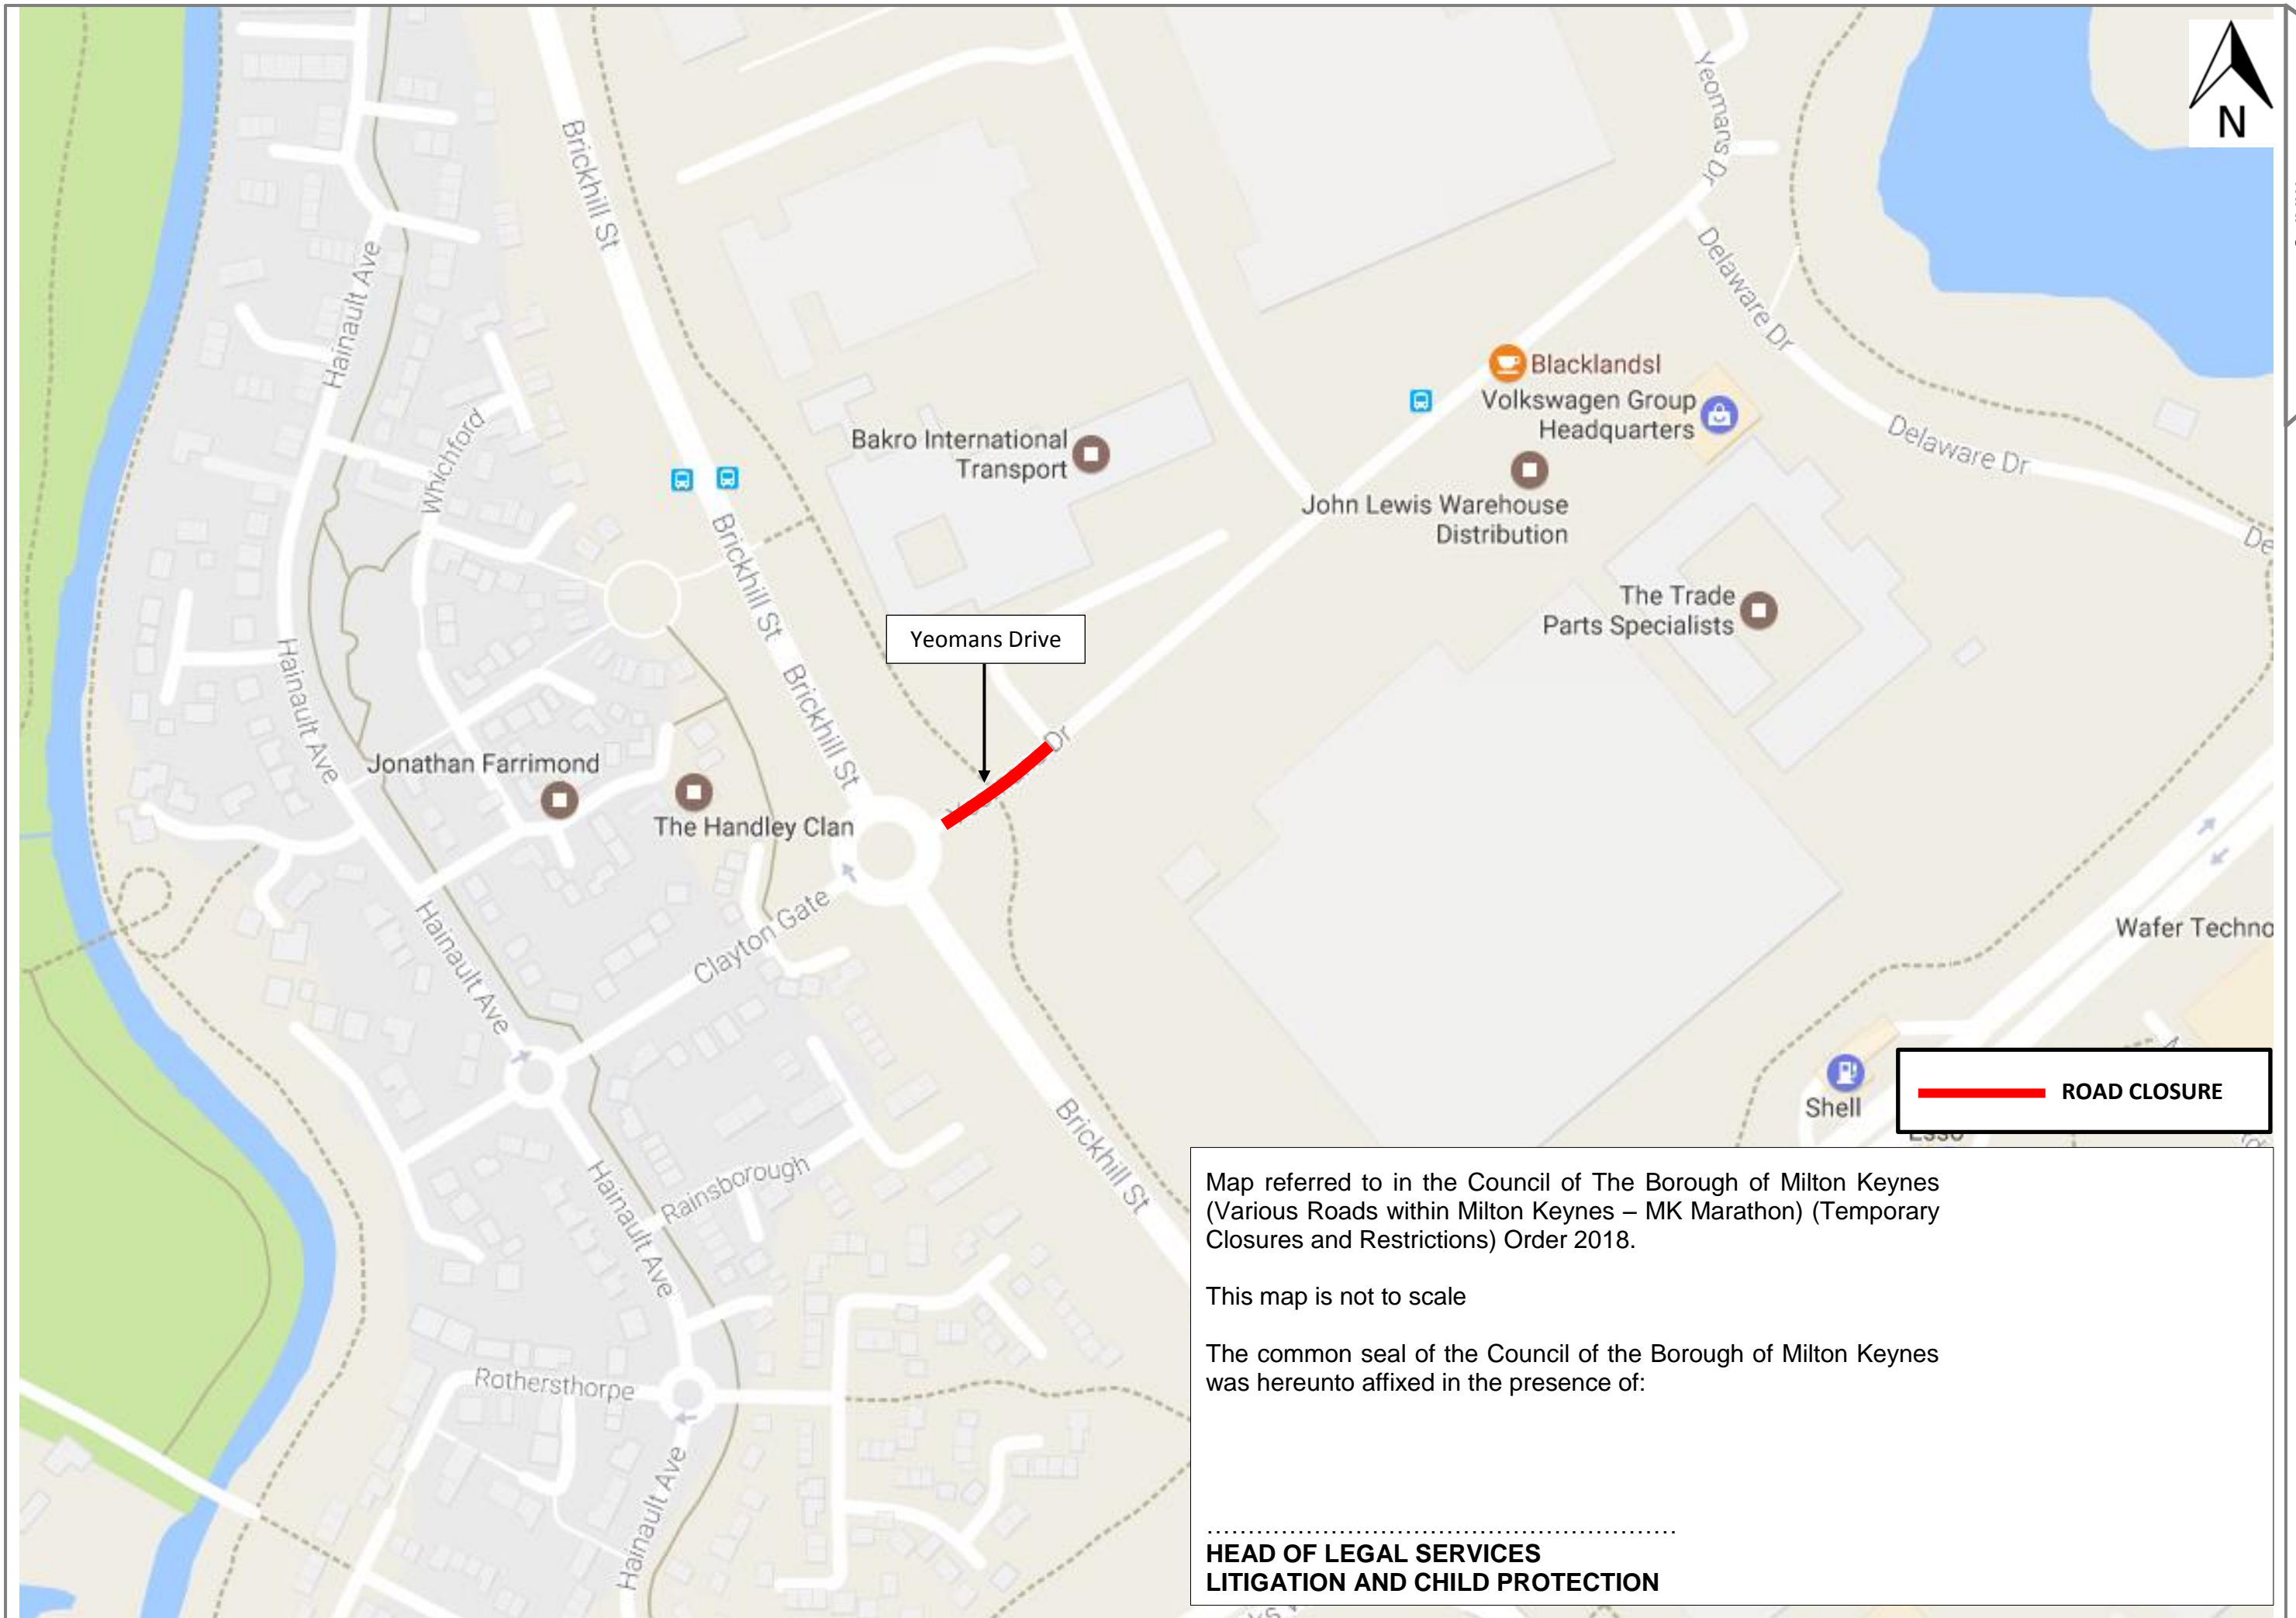 N
Yeomans Dr
Brickhill St
Hainault Ave
Delaware Dr
Blacklandsl
Volkswagen Group
Headquarters
Whichford
Bakro International
Transport
Delaware Dr
John Lewis Warehouse
Distribution
De
Brickhill St
The Trade
Parts Specialists
Yeomans Drive
Hainault Ave
Brickhill St
Dr
Jonathan Farrimond
The Handley Clan
Clayton Gate
Hainault Ave
Wafer Techno
Shell
ROAD CLOSURE
Esso
Brickhill St
Rainsborough
Hainault Ave
Rothersthorpe
Hainault Ave
Map referred to in the Council of The Borough of Milton Keynes
(Various Roads within Milton Keynes – MK Marathon) (Temporary
Closures and Restrictions) Order 2018.
This map is not to scale
The common seal of the Council of the Borough of Milton Keynes
was hereunto affixed in the presence of:
………………………………………………
HEAD OF LEGAL SERVICES
LITIGATION AND CHILD PROTECTION